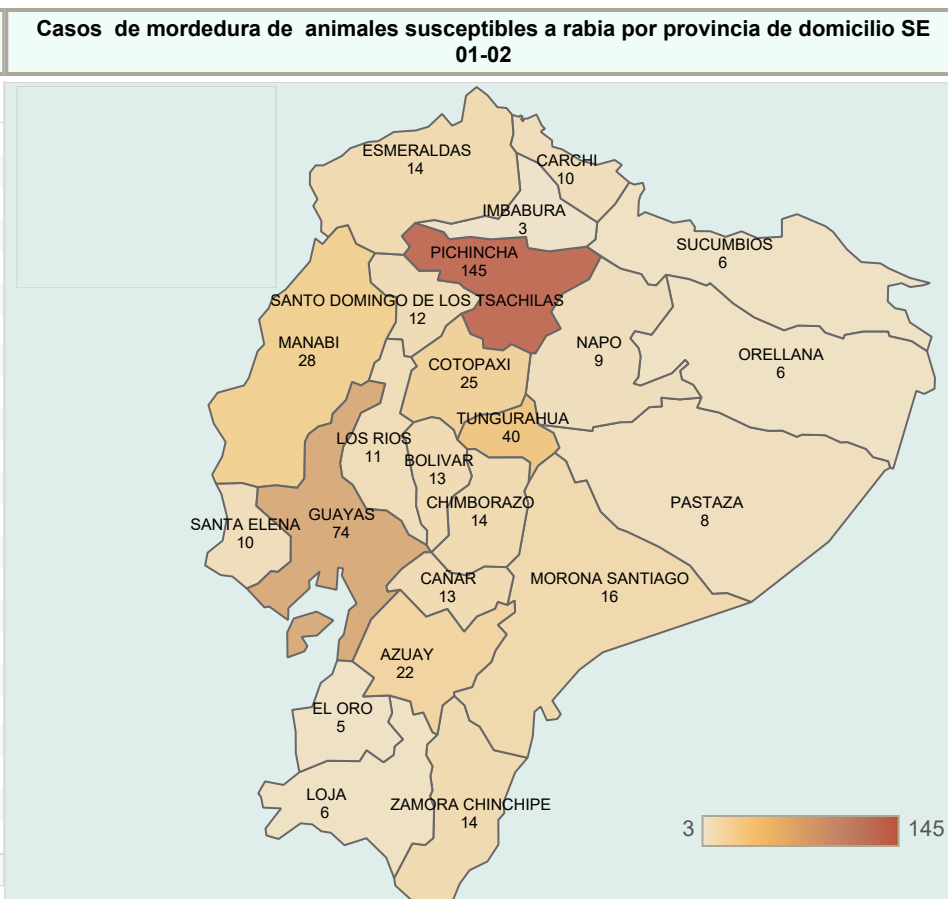 Casos de mordedura de animales susceptibles a rabia por provincia de domicilio SE
01-02
ESMERALDAS
14
CARCHI
10
IMBABURA
3
SUCUMBIOS
6
PICHINCHA
145
SANTO DOMINGO DE LOS TSACHILAS
12
MANABI
28
NAPO
9
ORELLANA
6
COTOPAXI
25
TUNGURAHUA
40
LOS RIOS
11
BOLIVAR
13
CHIMBORAZO
14
PASTAZA
8
SANTA ELENA
10
GUAYAS
74
CAÑAR
13
MORONA SANTIAGO
16
AZUAY
22
EL ORO
5
LOJA
6
ZAMORA CHINCHIPE
14
3
145